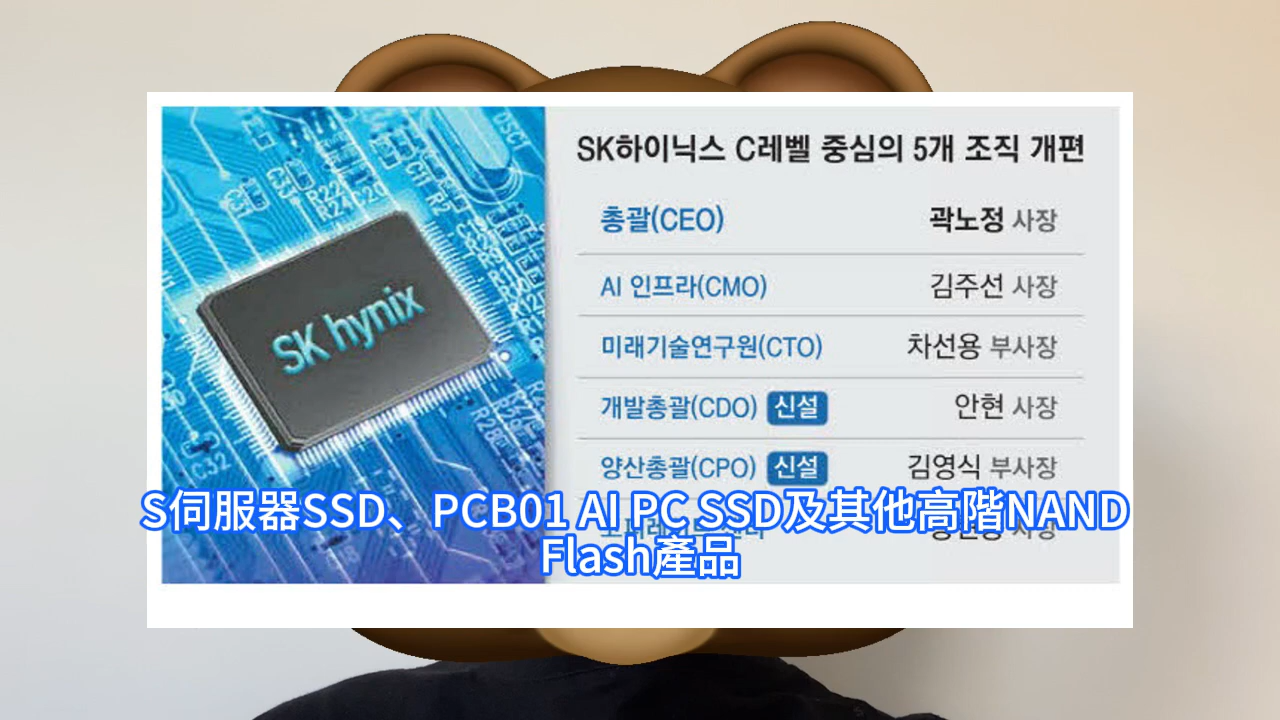 SK하이닉스 C레벨 중심의 5개 조직 개편
총괄(CEO) 곽노정 사장
AI 인프라(CMO) 김주선 사장
미래기술연구원(CTO) 차선용 부사장
개발총괄(CDO) 신설 안현 사장
양산총괄(CPO) 신설 김영식 부사장
SK hynix
S伺服器SSD、PCB01 AI PC SSD及其他高階NAND
Flash產品